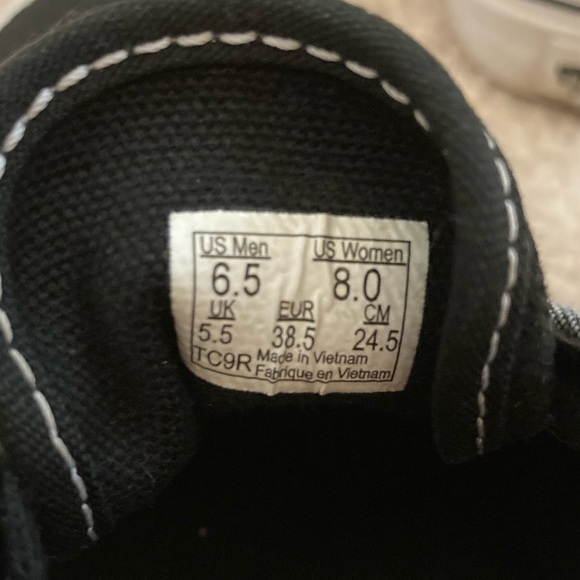 US Men US Women
6.5 8.0
UK EUR CM
5.5 38.5 24.5
TC9R Made in Vietnam
Fabrique en Vietnam